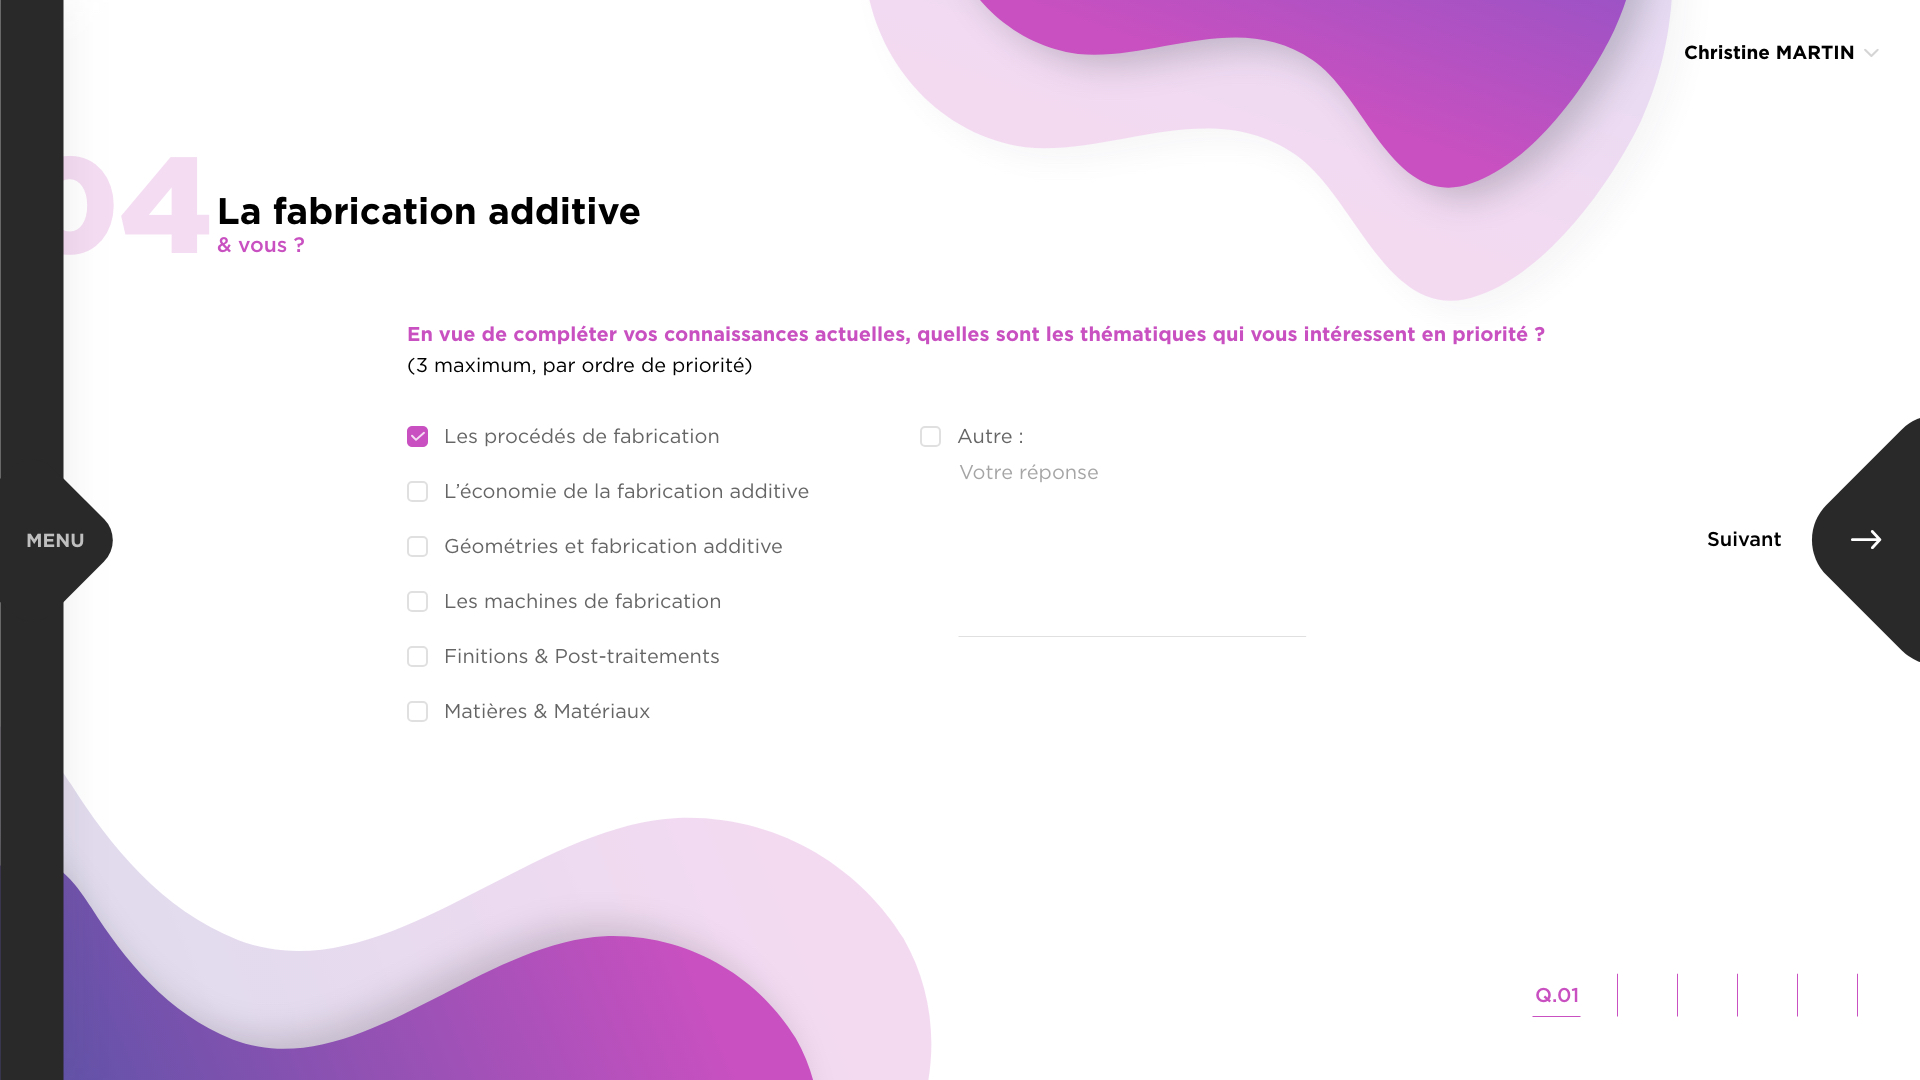 Christine MARTIN
04
La fabrication additive
& vous ?
En vue de compléter vos connaissances actuelles, quelles sont les thématiques qui vous intéressent en priorité ?
(3 maximum, par ordre de priorité)
Les procédés de fabrication
L’économie de la fabrication additive
Géométries et fabrication additive
Les machines de fabrication
Finitions & Post-traitements
Matières & Matériaux
Autre :
Votre réponse
MENU
Suivant
Q.01